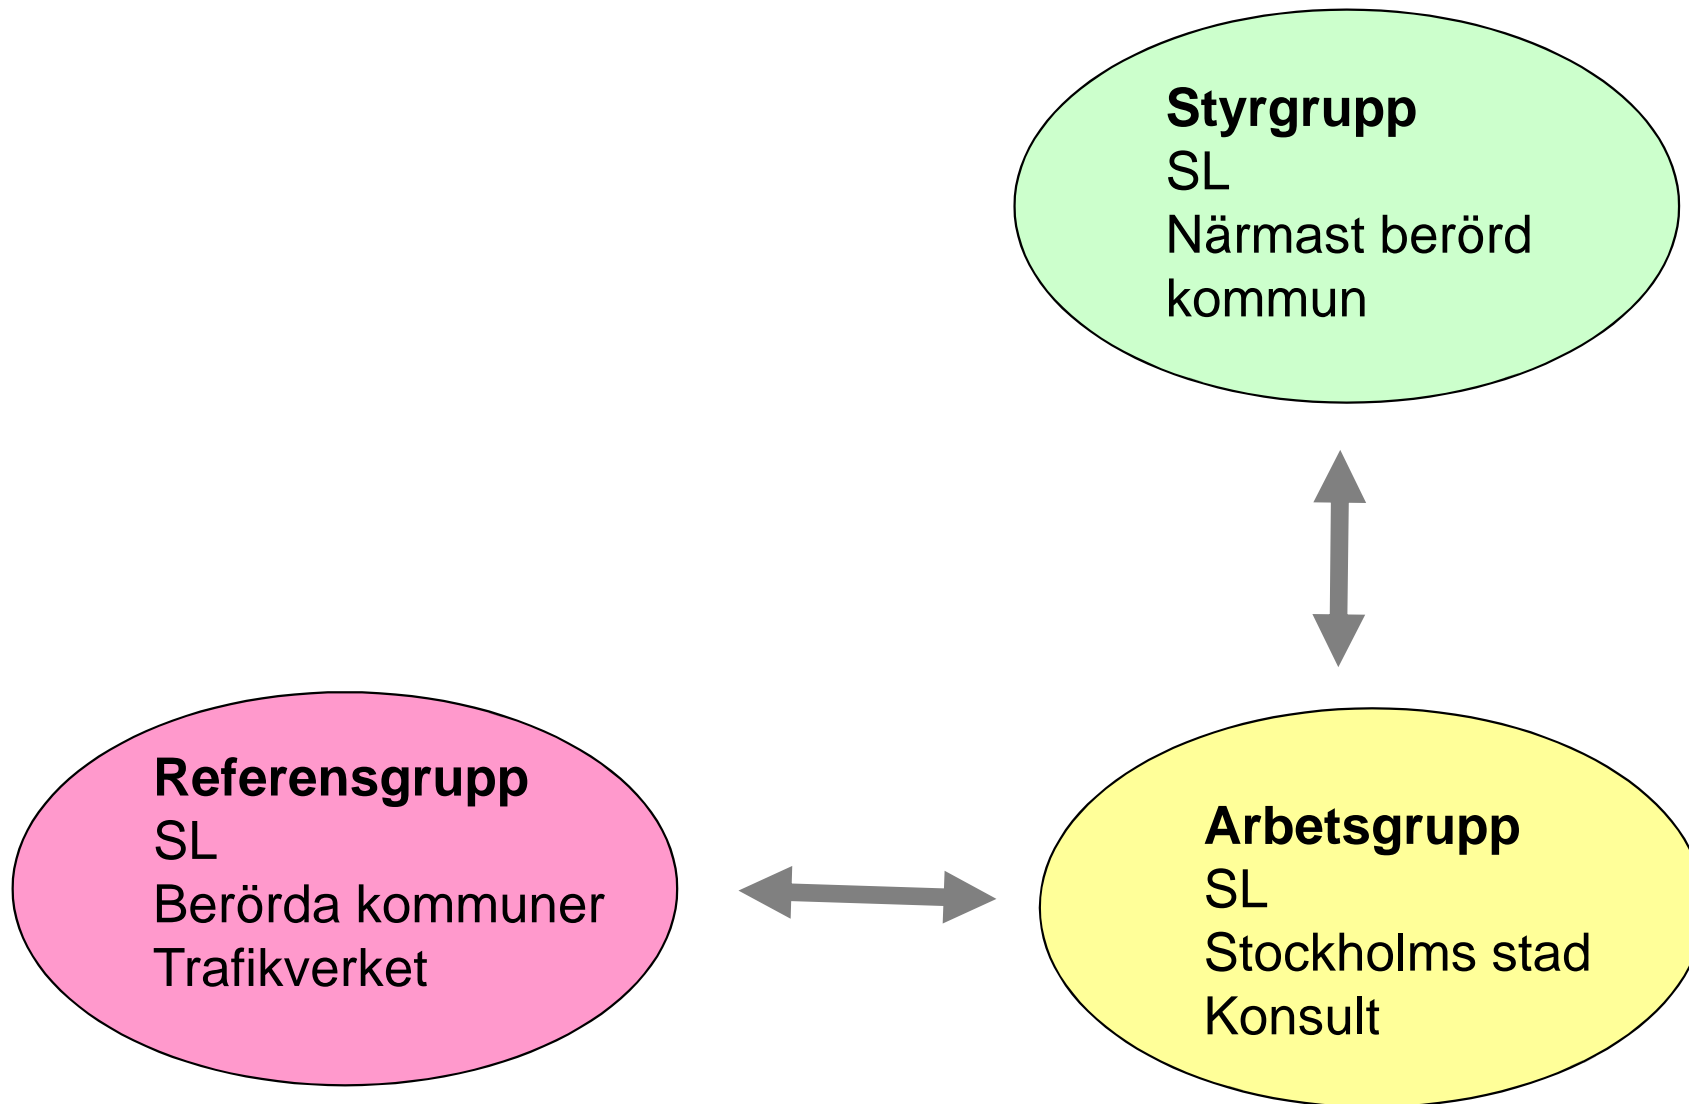 Styrgrupp
SL
Närmast berörd
kommun
Referensgrupp
SL
Berörda kommuner
Trafikverket
Arbetsgrupp
SL
Stockholms stad
Konsult